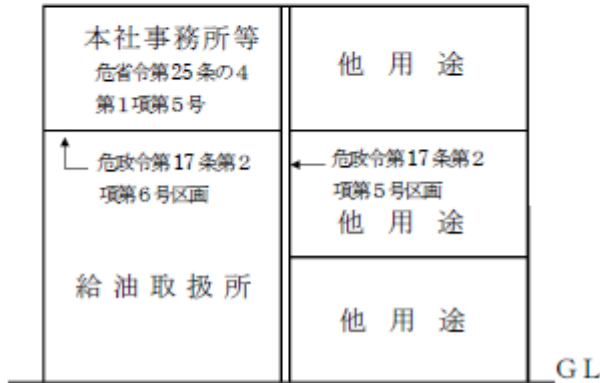 本社事務所等
危省令第25条の4
第1項第5号
他用途
危政令第17条第2
項第6号区画
危政令第17条第2
項第5号区画
他用途
給油取扱所
他用途
GL